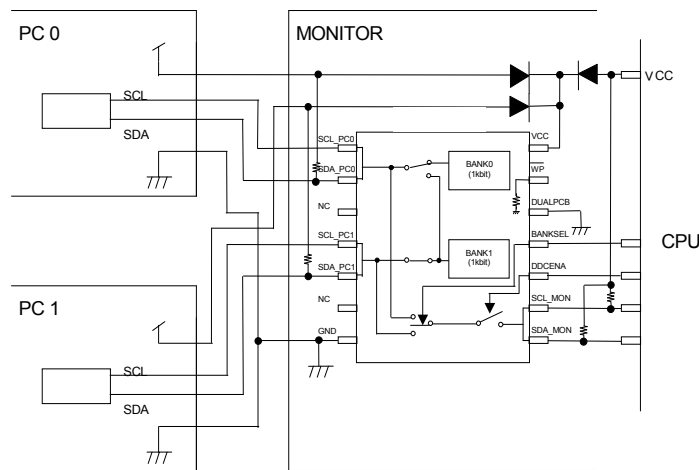 PC 0
MONITOR
VCC
SCL
SDA
SCL_PC0
VCC
BANK0
(1kbit)
SDA_PC0
WP
NC
DUALPCB
SCL_PC1
BANKSEL
CPU
BANK1
(1kbit)
SDA_PC1
DDCENA
PC 1
NC
SCL_MON
GND
SDA_MON
SCL
SDA